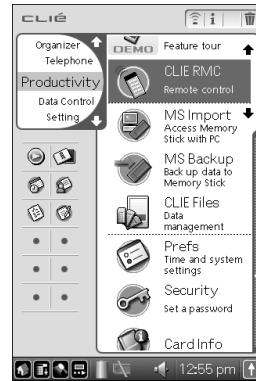 CLIÉ
i
Organizer
Telephone
Productivity
Data Control
Setting
DEMO
Feature tour
CLIE RMC
Remote control
MS Import
Access Memory
Stick with PC
MS Backup
Back up data to
Memory Stick
CLIE Files
Data
management
Prefs
Time and system
settings
Security
Set a password
Card Info
12:55 pm